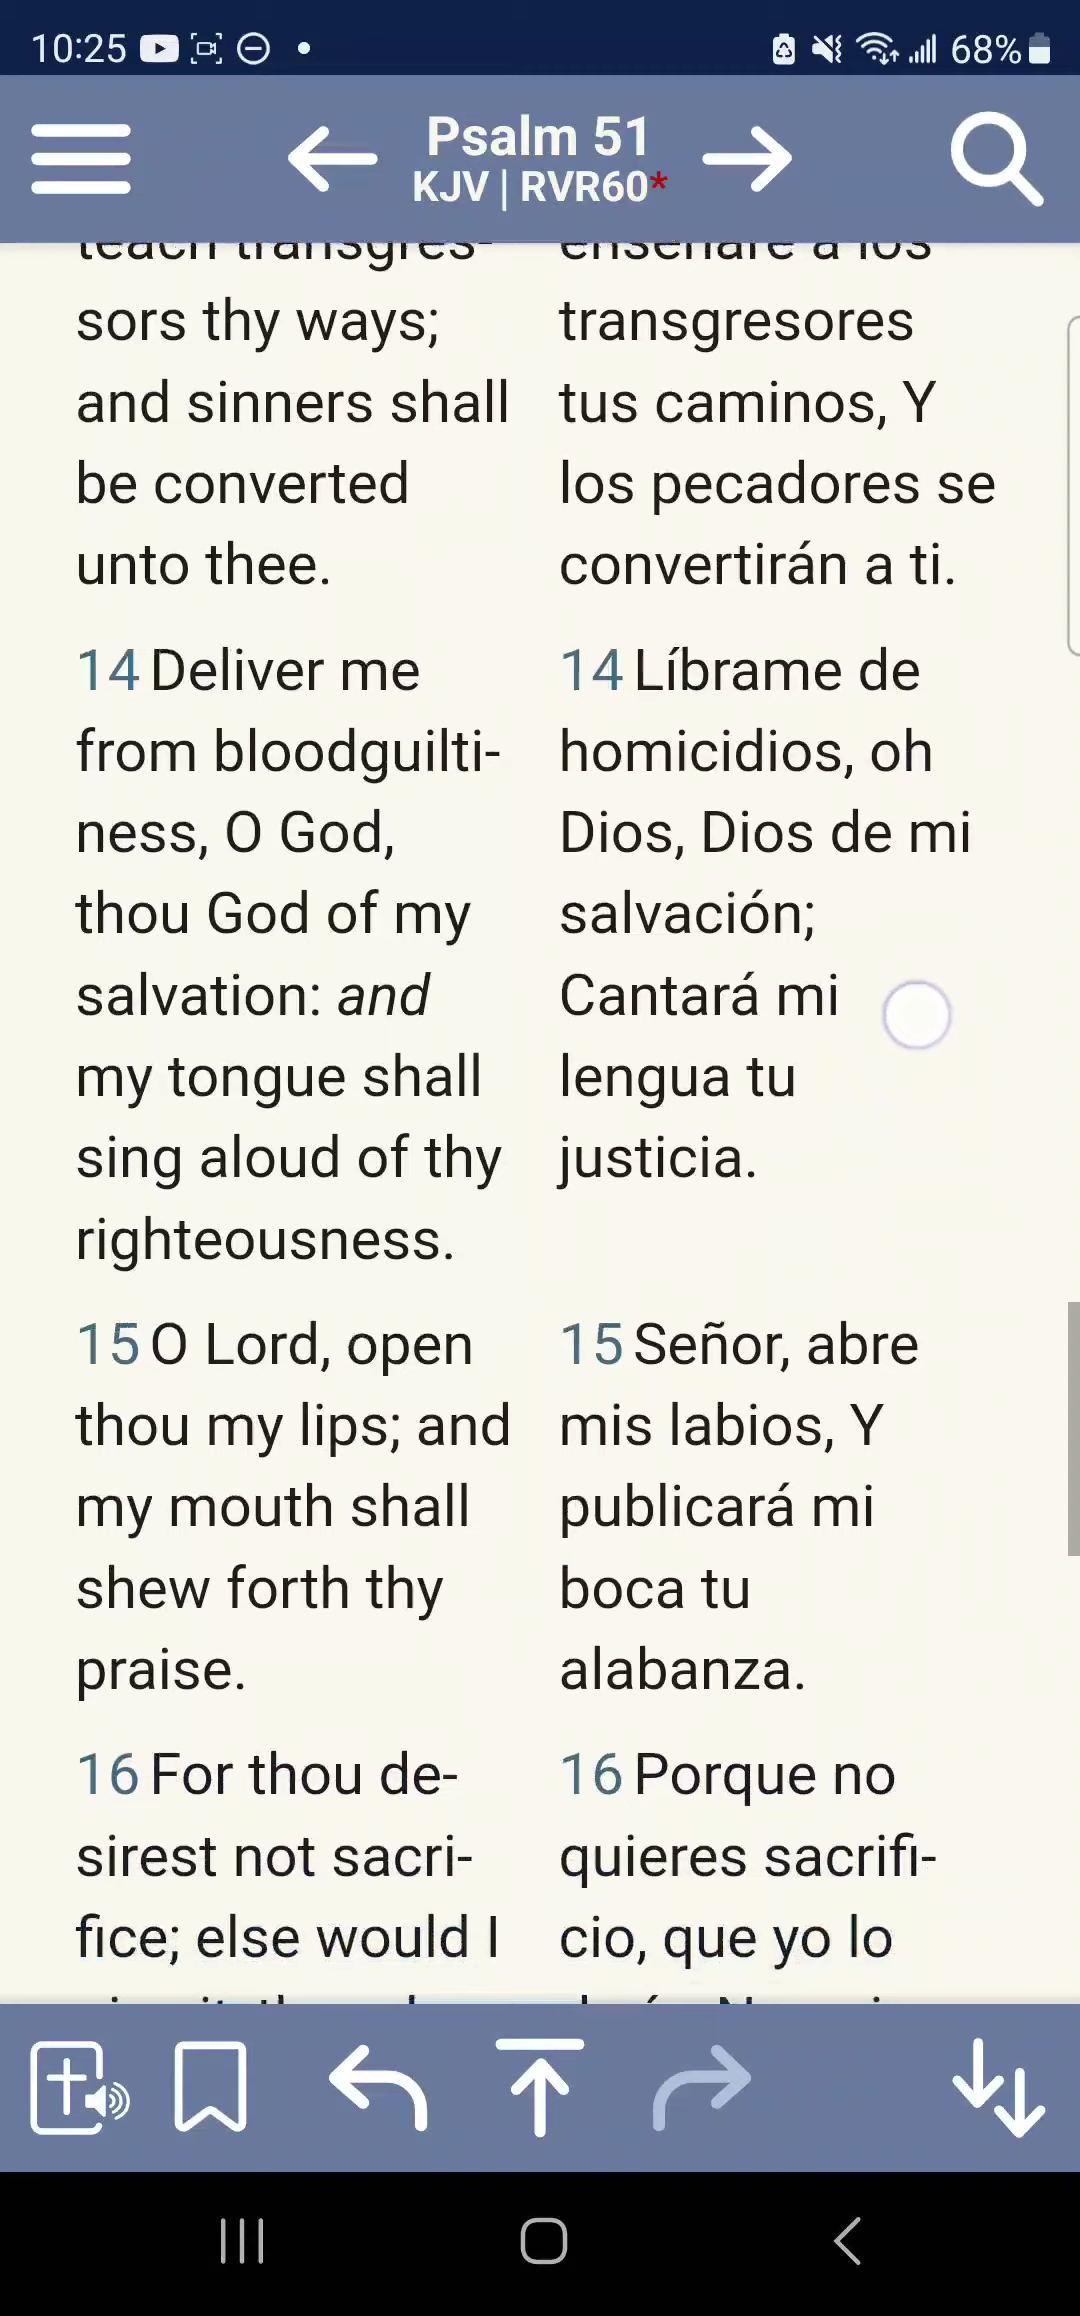 10:25
68%
Psalm 51
KJV | RVR60*
teach transgres-
sors thy ways;
and sinners shall
be converted
unto thee.
14 Deliver me
from bloodguilti-
ness, O God,
thou God of my
salvation: and
my tongue shall
sing aloud of thy
righteousness.
15 O Lord, open
thou my lips; and
my mouth shall
shew forth thy
praise.
16 For thou de-
sirest not sacri-
fice; else would I
enseñaré a los
transgresores
tus caminos, Y
los pecadores se
convertirán a ti.
14 Líbrame de
homicidios, oh
Dios, Dios de mi
salvación;
Cantará mi
lengua tu
justicia.
15 Señor, abre
mis labios, Y
publicará mi
boca tu
alabanza.
16 Porque no
quieres sacrifi-
cio, que yo lo